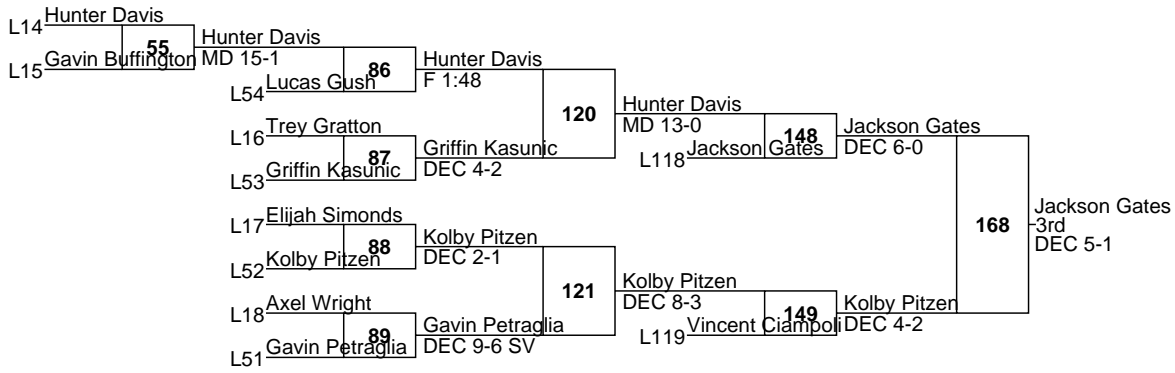 Hunter Davis
L14
55
Hunter Davis
Gavin Buffington
MD 15-1
L15
86
Hunter Davis
F 1:48
Lucas Gush
L54
120
Hunter Davis
MD 13-0
Trey Gratton
L16
87
Griffin Kasunic
DEC 4-2
Griffin Kasunic
L53
148
Jackson Gates
DEC 6-0
Jackson Gates
L118
Elijah Simonds
L17
88
Kolby Pitzen
DEC 2-1
Kolby Pitzen
L52
168
Jackson Gates
3rd
DEC 5-1
121
Kolby Pitzen
DEC 8-3
Axel Wright
L18
89
Gavin Petraglia
DEC 9-6 SV
Gavin Petraglia
L51
149
Kolby Pitzen
DEC 4-2
Vincent Ciampoli
L119